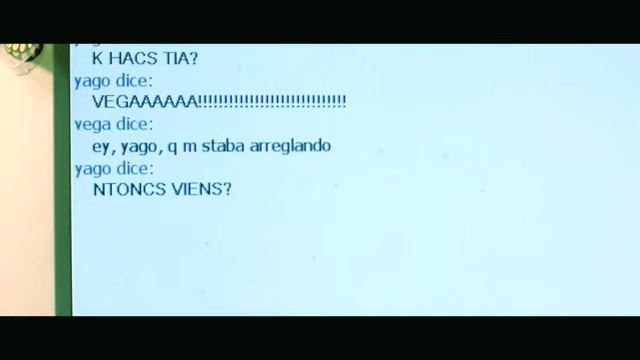 K HACS TIA?
yago dice:
VEGAAAAAA!!!!!!!!!!!!!!!!!!!!!!!!!!!!!
vega dice:
ey, yago, q m staba arreglando
yago dice:
NTONCS VIENS?